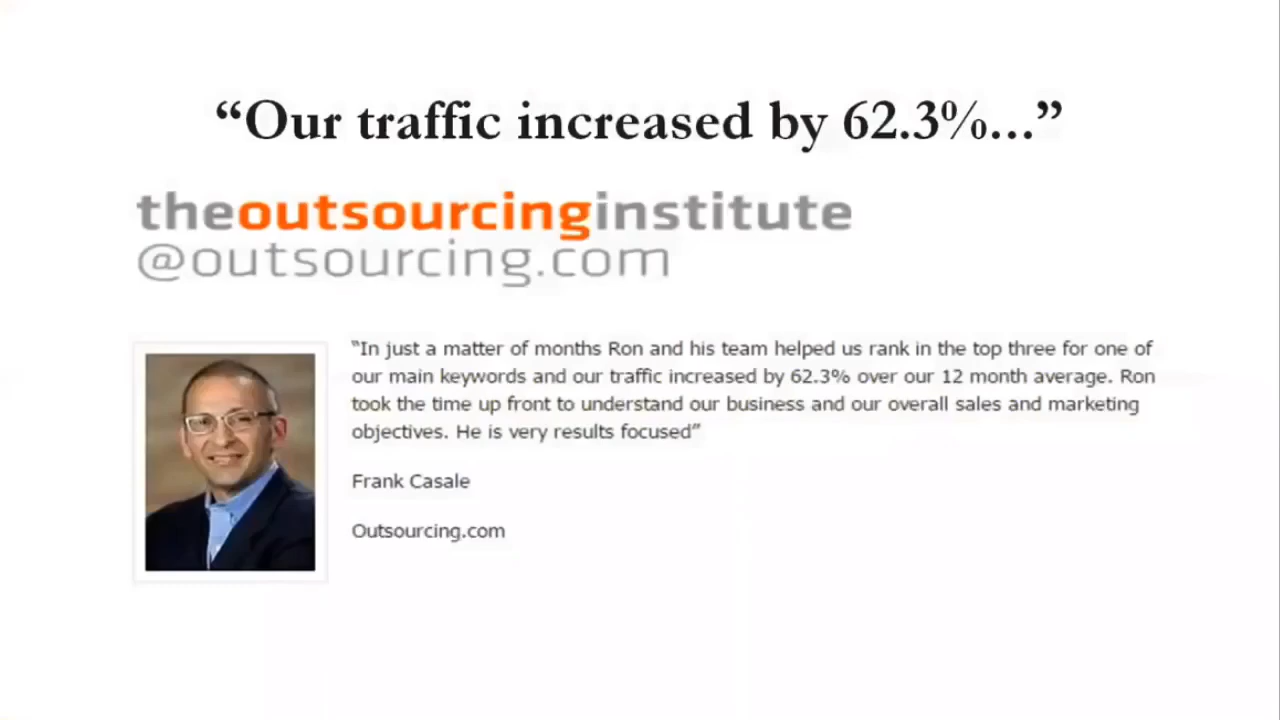 “Our traffic increased by 62.3%...”
theoutsourcinginstitute
@outsourcing.com
“In just a matter of months Ron and his team helped us rank in the top three for one of
our main keywords and our traffic increased by 62.3% over our 12 month average. Ron
took the time up front to understand our business and our overall sales and marketing
objectives. He is very results focused”
Frank Casale
Outsourcing.com